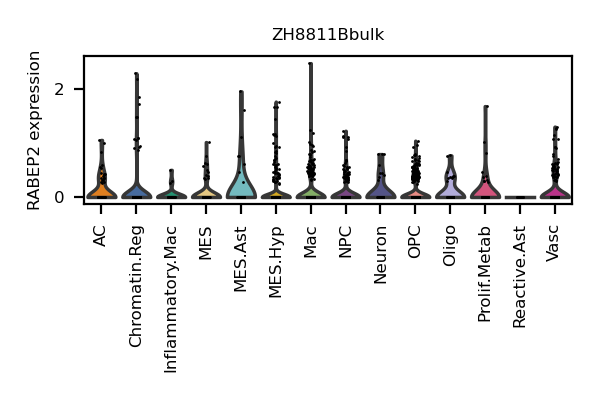 ZH8811Bbulk
RABEP2 expression
2
0
AC
Chromatin.Reg
Inflammatory.Mac
MES
MES.Ast
MES.Hyp
Mac
NPC
Neuron
OPC
Oligo
Prolif.Metab
Reactive.Ast
Vasc